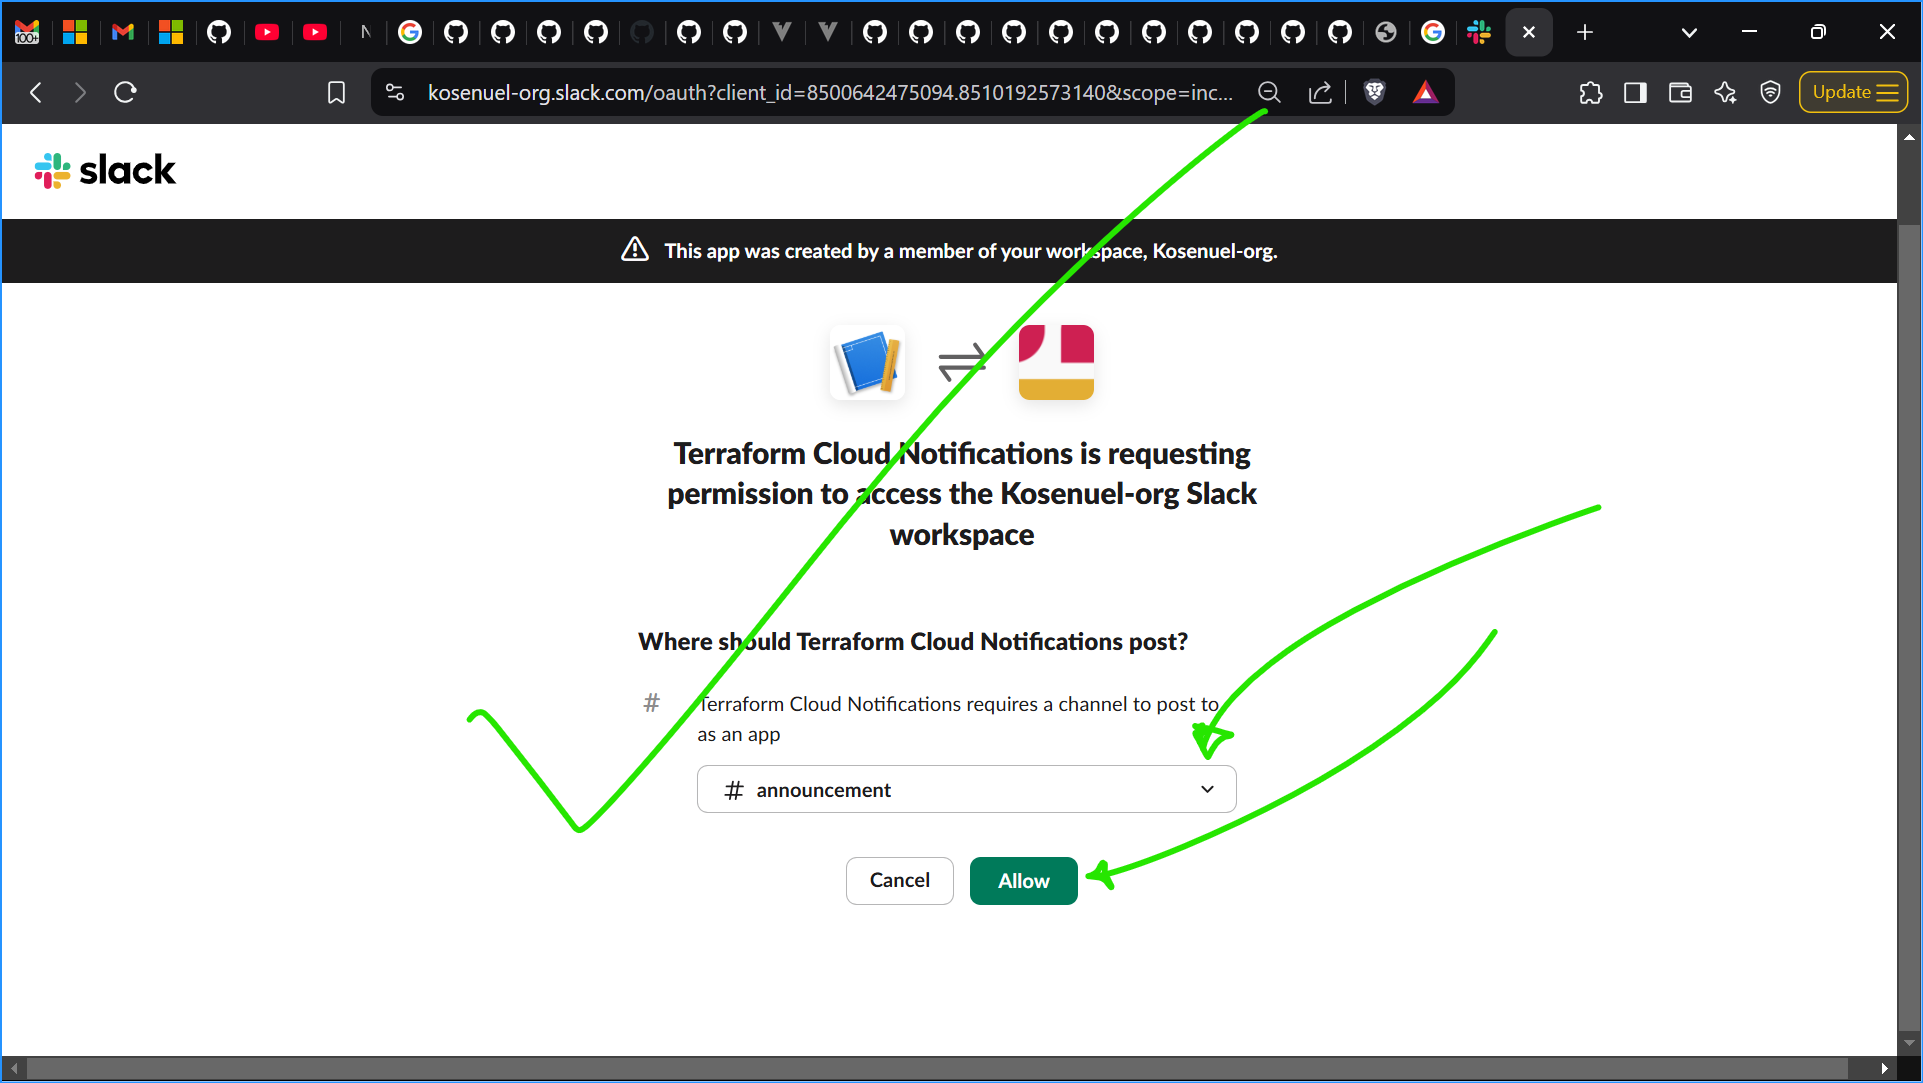 100+
N
kosenuel-org.slack.com/oauth?client_id=8500642475094.8510192573140&scope=inc...
Update
slack
This app was created by a member of your workspace, Kosenuel-org.
Terraform Cloud Notifications is requesting
permission to access the Kosenuel-org Slack
workspace
Where should Terraform Cloud Notifications post?
# Terraform Cloud Notifications requires a channel to post to
as an app
# announcement
Cancel
Allow